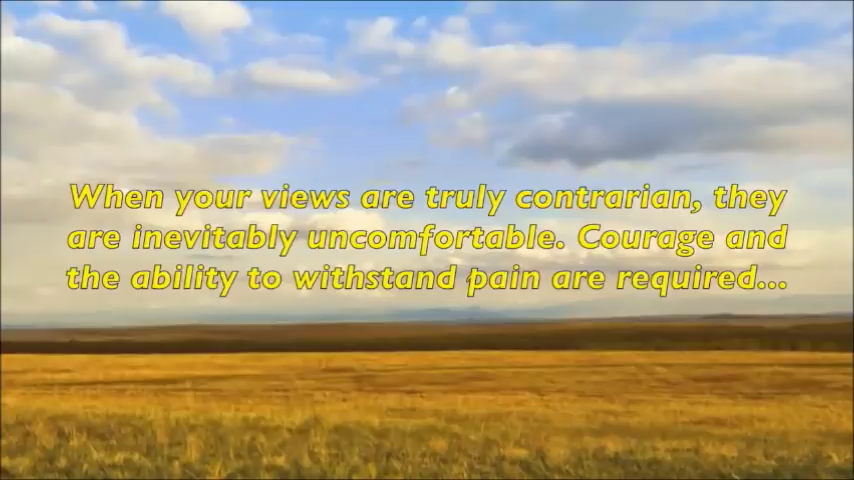 When your views are truly contrarian, they
are inevitably uncomfortable. Courage and
the ability to withstand pain are required...